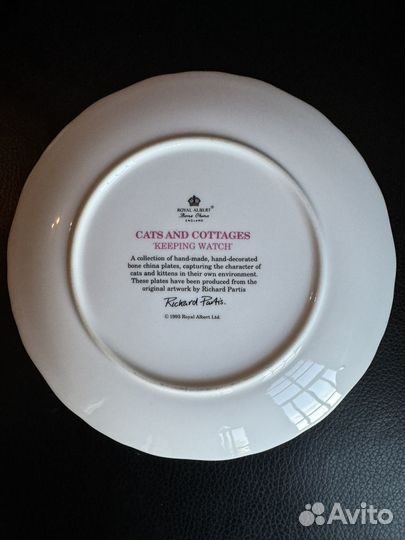 ROYAL ALBERT®
Bone China
ENGLAND
CATS AND COTTAGES
'KEEPING WATCH'
A collection of hand-made, hand-decorated
bone china plates, capturing the character of
cats and kittens in their own environment.
These plates have been produced from the
original artwork by Richard Partis
Richard Partis.
© 1993 Royal Albert Ltd.
Avito